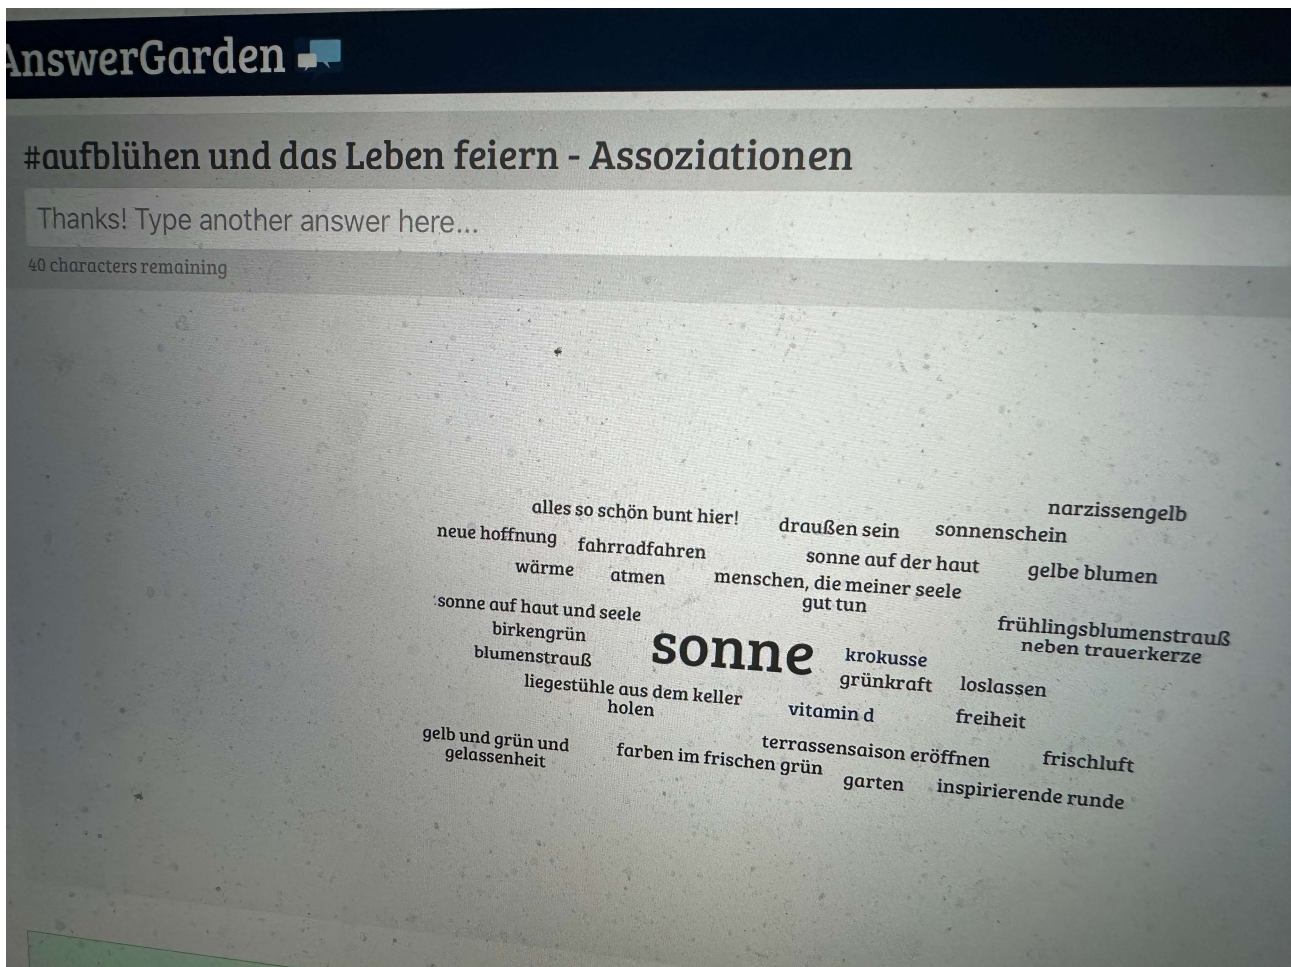 AnswerGarden
#aufblühen und das Leben feiern - Assoziationen
Thanks! Type another answer here...
40 characters remaining
alles so schön bunt hier!
draußen sein
sonnenschein
narzissengelb
neue hoffnung
fahrradfahren
sonne auf der haut
gelbe blumen
wärme
atmen
menschen, die meiner seele
gut tun
sonne auf haut und seele
frühlingsblumenstrauß
neben trauerkerze
birkengrün
sonne
krokusse
blumenstrauß
grünkraft
loslassen
liegestühle aus dem keller
holen
vitamin d
freiheit
gelb und grün und
gelassenheit
farben im frischen grün
terrassensaison eröffnen
frischluft
garten
inspirierende runde